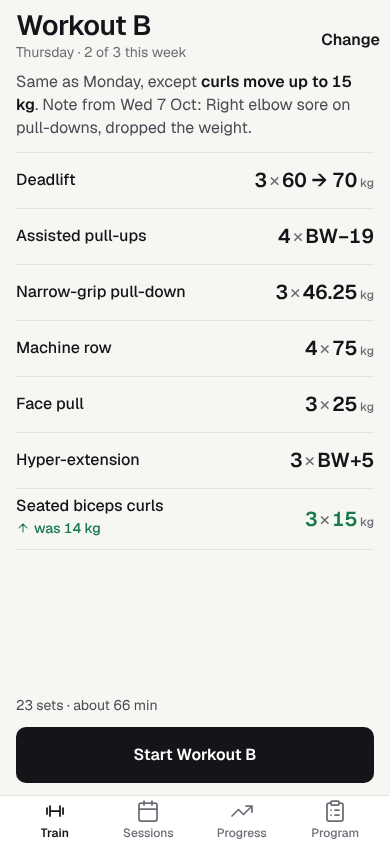 Workout B
Change
Thursday · 2 of 3 this week
Same as Monday, except curls move up to 15
kg. Note from Wed 7 Oct: Right elbow sore on
pull-downs, dropped the weight.
Deadlift 3×60 → 70 kg
Assisted pull-ups 4×BW−19
Narrow-grip pull-down 3×46.25 kg
Machine row 4×75 kg
Face pull 3×25 kg
Hyper-extension 3×BW+5
Seated biceps curls 3×15 kg
↑ was 14 kg
23 sets · about 66 min
Start Workout B
Train Sessions Progress Program